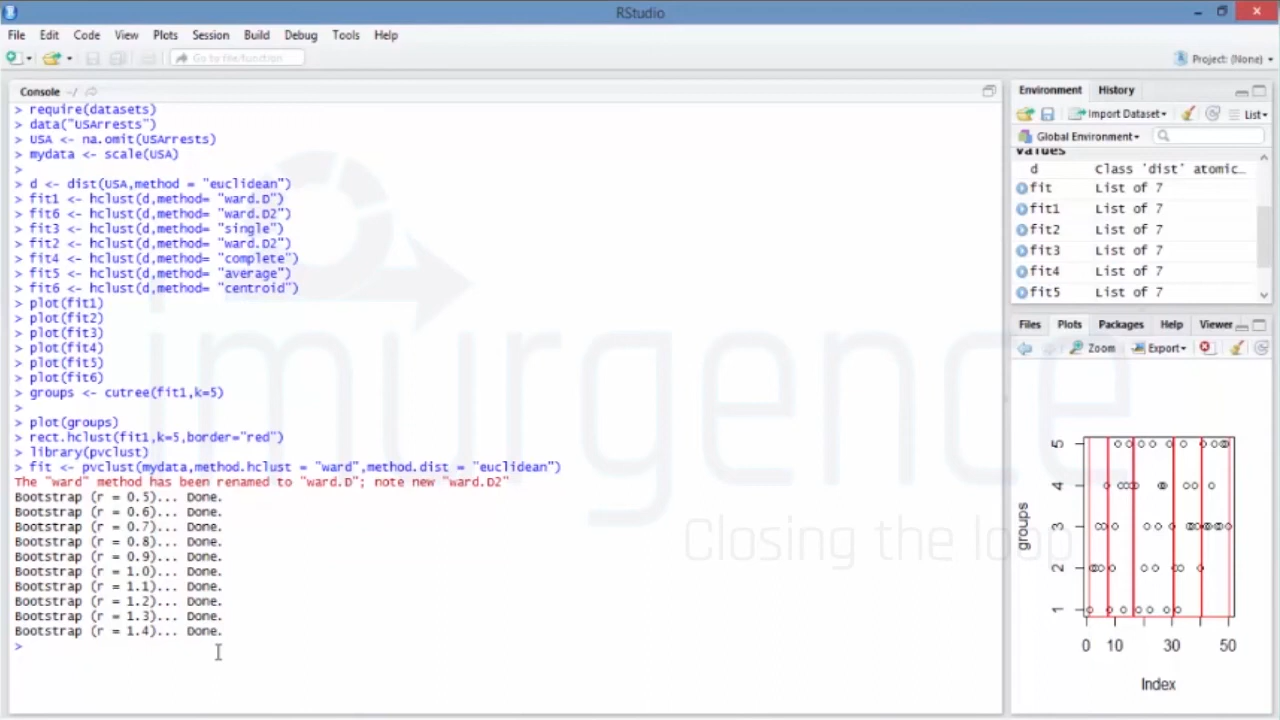 RStudio
File Edit Code View Plots Session Build Debug Tools Help
Go to file/function
Project: (None)
Console ~/
> require(datasets)
> data("USArrests")
> USA <- na.omit(USArrests)
> mydata <- scale(USA)
>
> d <- dist(USA,method = "euclidean")
> fit1 <- hclust(d,method= "ward.D")
> fit6 <- hclust(d,method= "ward.D2")
> fit3 <- hclust(d,method= "single")
> fit2 <- hclust(d,method= "ward.D2")
> fit4 <- hclust(d,method= "complete")
> fit5 <- hclust(d,method= "average")
> fit6 <- hclust(d,method= "centroid")
> plot(fit1)
> plot(fit2)
> plot(fit3)
> plot(fit4)
> plot(fit5)
> plot(fit6)
> groups <- cutree(fit1,k=5)
>
> plot(groups)
> rect.hclust(fit1,k=5,border="red")
> library(pvclust)
> fit <- pvclust(mydata,method.hclust = "ward",method.dist = "euclidean")
The "ward" method has been renamed to "ward.D"; note new "ward.D2"
Bootstrap (r = 0.5)... Done.
Bootstrap (r = 0.6)... Done.
Bootstrap (r = 0.7)... Done.
Bootstrap (r = 0.8)... Done.
Bootstrap (r = 0.9)... Done.
Bootstrap (r = 1.0)... Done.
Bootstrap (r = 1.1)... Done.
Bootstrap (r = 1.2)... Done.
Bootstrap (r = 1.3)... Done.
Bootstrap (r = 1.4)... Done.
>
imurgence
Closing the loop
Environment History
Import Dataset List
Global Environment
Values
d Class 'dist' atomic…
fit List of 7
fit1 List of 7
fit2 List of 7
fit3 List of 7
fit4 List of 7
fit5 List of 7
Files Plots Packages Help Viewer
Zoom Export
groups
5
4
3
2
1
0 10 30 50
Index